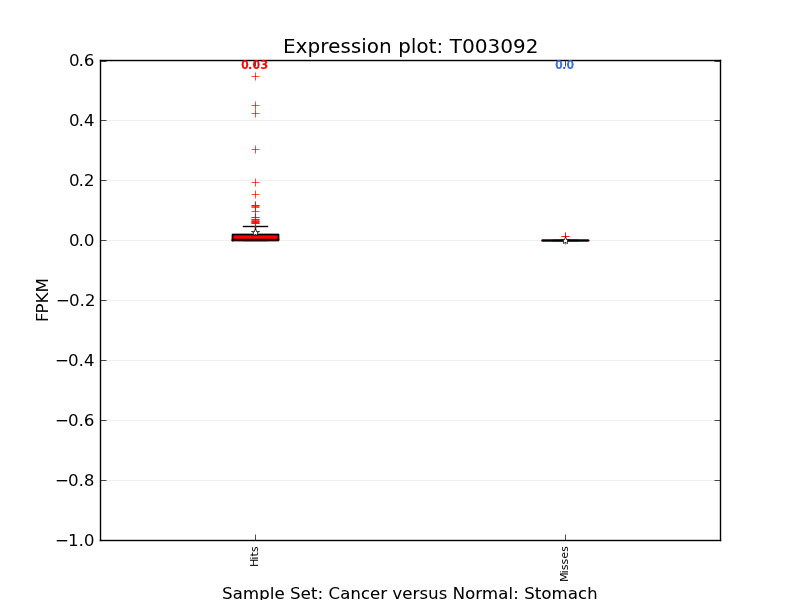 Expression plot: T003092
0.03
0.0
0.6
0.4
0.2
0.0
−0.2
−0.4
−0.6
−0.8
−1.0
FPKM
Hits
Misses
Sample Set: Cancer versus Normal: Stomach